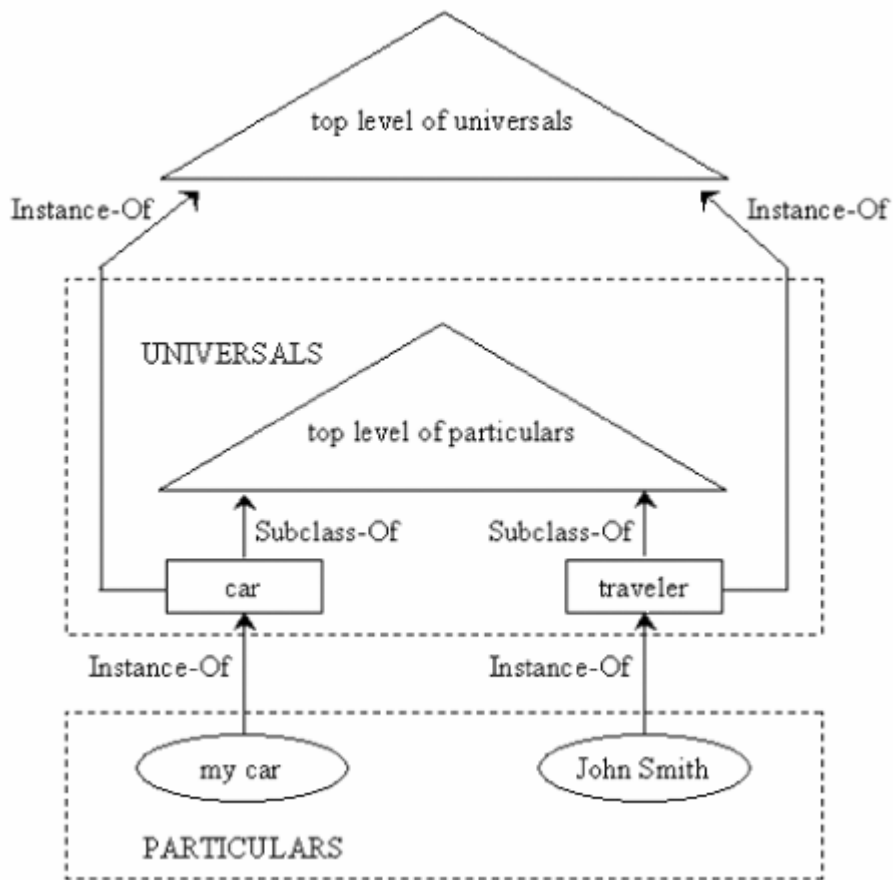 top level of universals
Instance-Of
Instance-Of
UNIVERSALS
top level of particulars
Subclass-Of
Subclass-Of
car
traveler
Instance-Of
Instance-Of
my car
John Smith
PARTICULARS